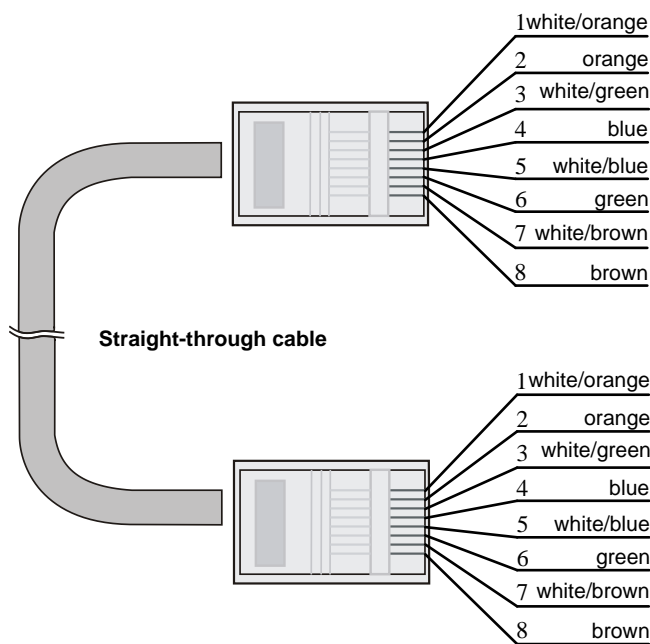 1white/orange
2 orange
3 white/green
4 blue
5 white/blue
6 green
7 white/brown
8 brown
Straight-through cable
1white/orange
2 orange
3 white/green
4 blue
5 white/blue
6 green
7 white/brown
8 brown